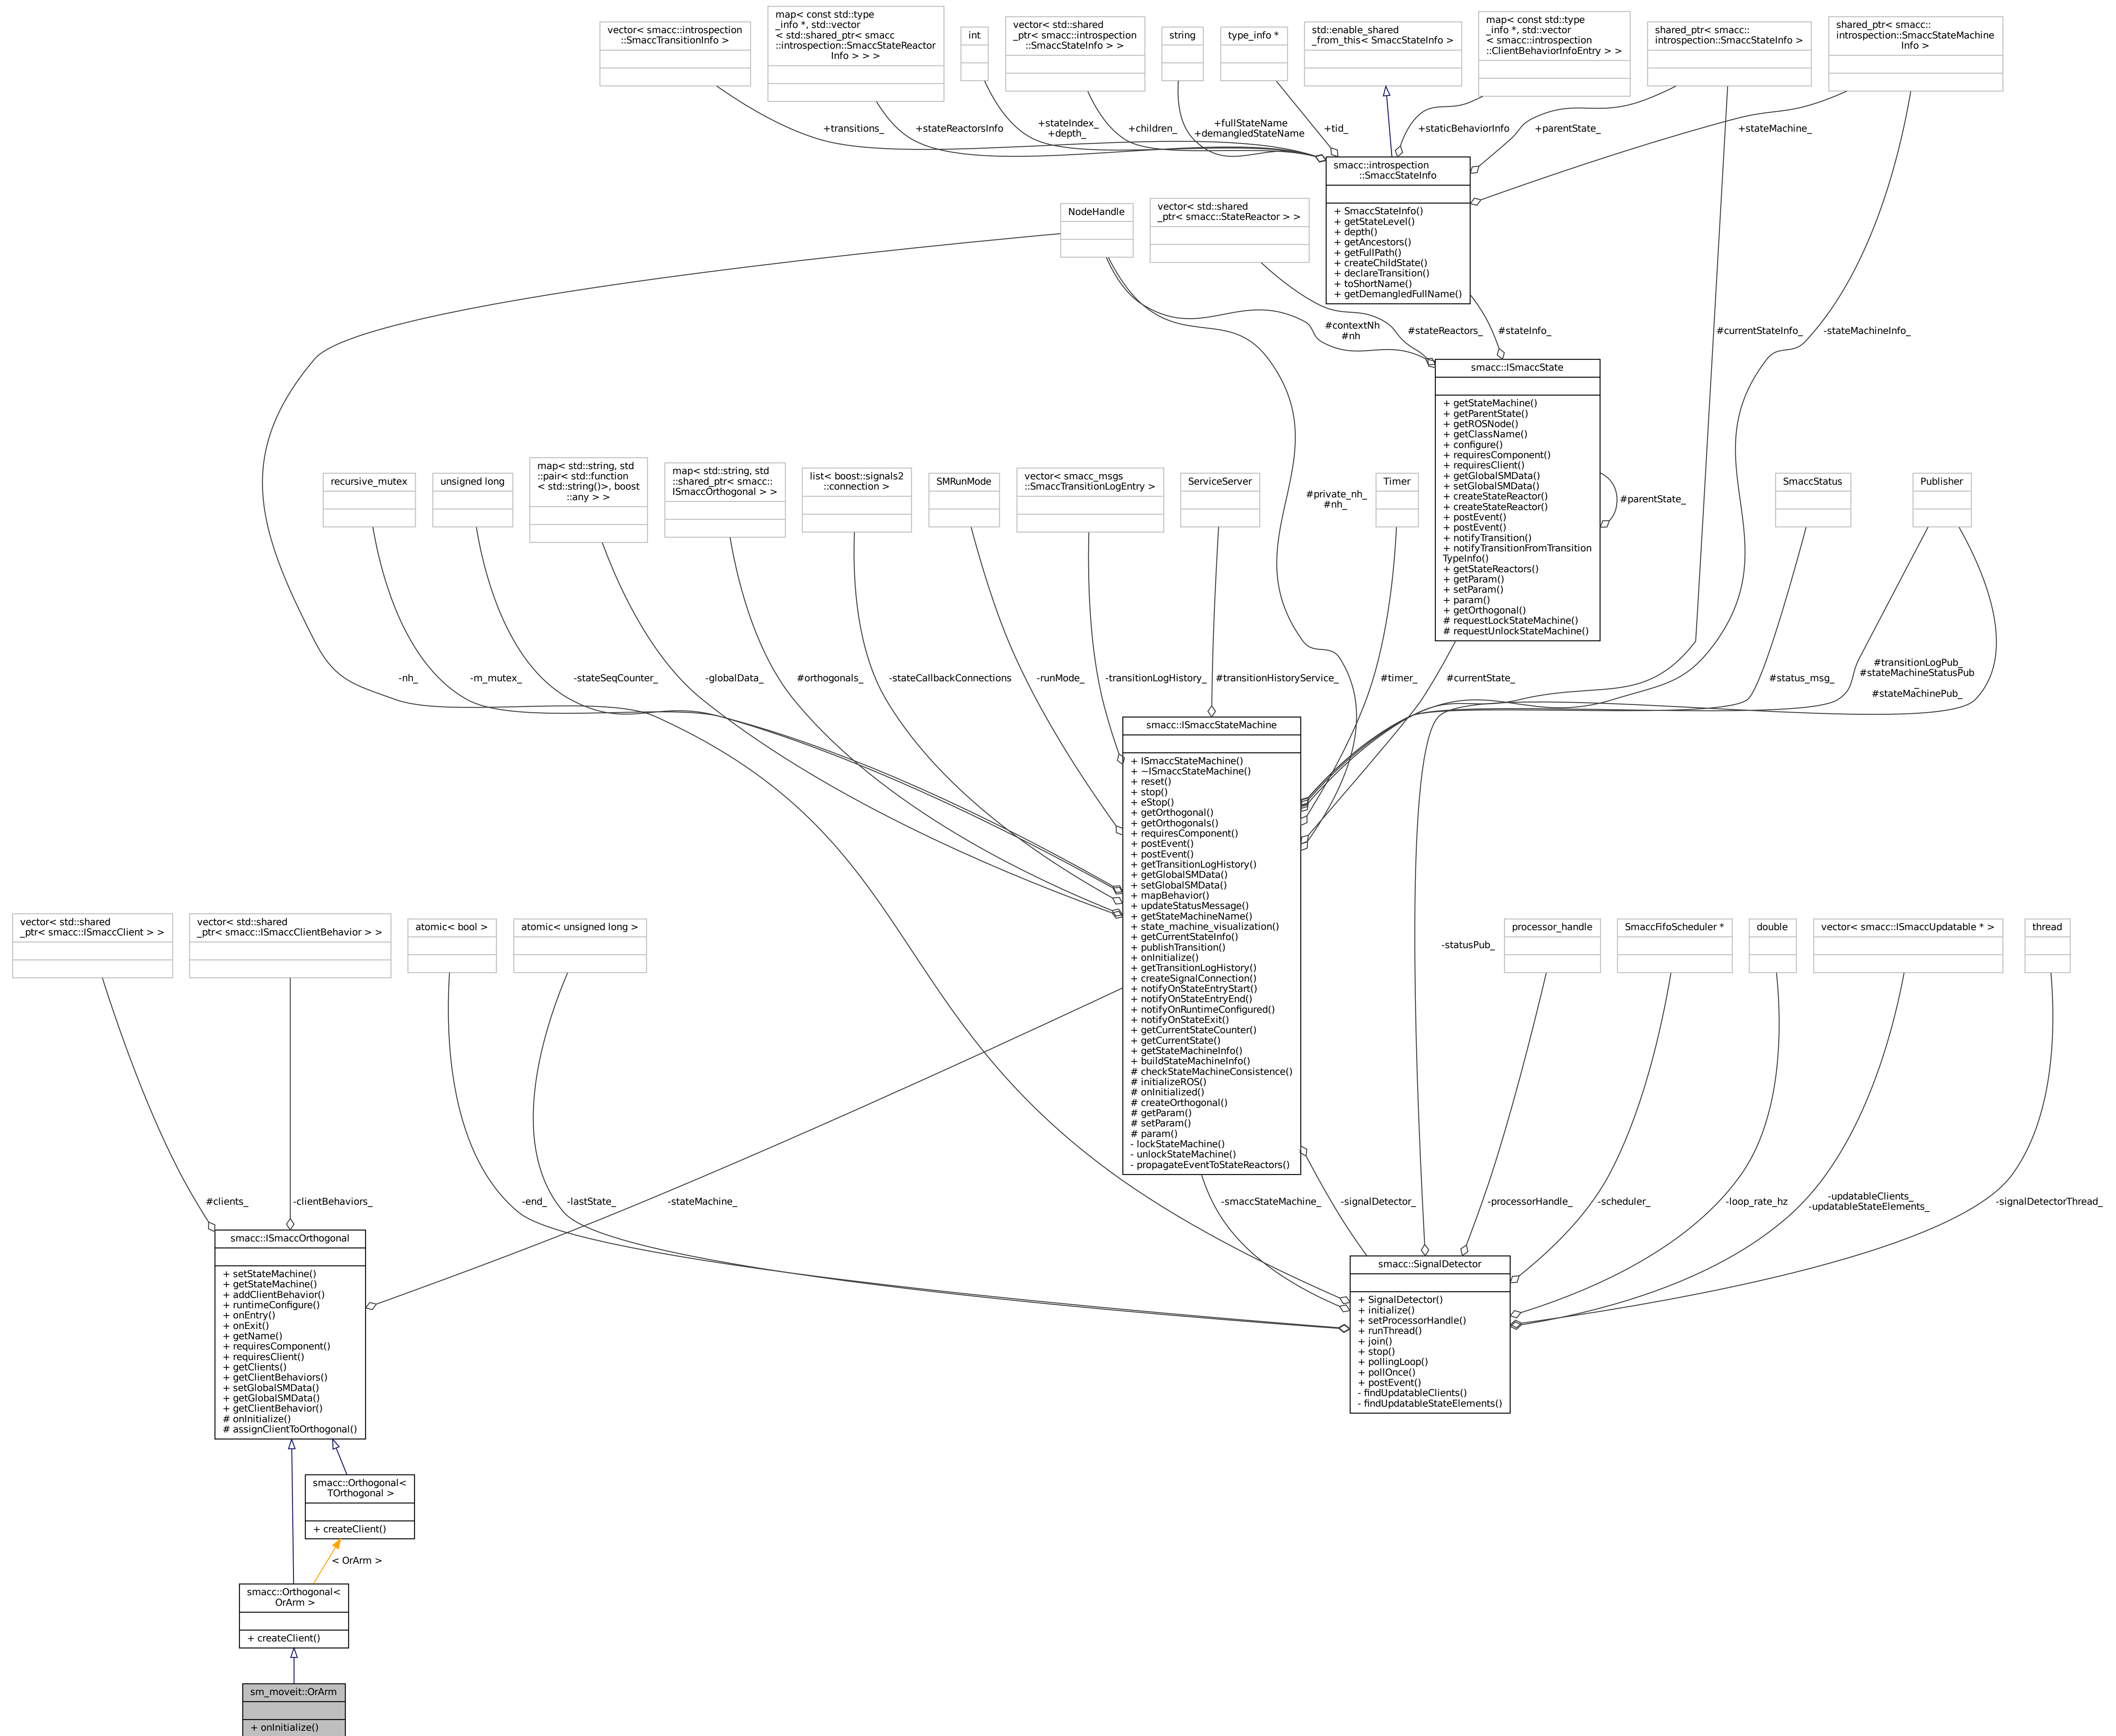 vector< smacc::introspection
::SmaccTransitionInfo >
map< const std::type
_info *, std::vector
< std::shared_ptr< smacc
::introspection::SmaccStateReactor
Info > > >
int
vector< std::shared
_ptr< smacc::introspection
::SmaccStateInfo > >
string
type_info *
std::enable_shared
_from_this< SmaccStateInfo >
map< const std::type
_info *, std::vector
< smacc::introspection
::ClientBehaviorInfoEntry > >
shared_ptr< smacc::
introspection::SmaccStateInfo >
shared_ptr< smacc::
introspection::SmaccStateMachine
Info >
+transitions_
+stateReactorsInfo
+stateIndex_
+depth_
+children_
+fullStateName
+demangledStateName
+tid_
+staticBehaviorInfo
+parentState_
+stateMachine_
smacc::introspection
::SmaccStateInfo
+ SmaccStateInfo()
+ getStateLevel()
+ depth()
+ getAncestors()
+ getFullPath()
+ createChildState()
+ declareTransition()
+ toShortName()
+ getDemangledFullName()
NodeHandle
vector< std::shared
_ptr< smacc::StateReactor > >
#contextNh
#nh
#stateReactors_
#stateInfo_
#currentStateInfo_
-stateMachineInfo_
smacc::ISmaccState
+ getStateMachine()
+ getParentState()
+ getROSNode()
+ getClassName()
+ configure()
+ requiresComponent()
+ requiresClient()
+ getGlobalSMData()
+ setGlobalSMData()
+ createStateReactor()
+ createStateReactor()
+ postEvent()
+ postEvent()
+ notifyTransition()
+ notifyTransitionFromTransition
TypeInfo()
+ getStateReactors()
+ getParam()
+ setParam()
+ param()
+ getOrthogonal()
# requestLockStateMachine()
# requestUnlockStateMachine()
#parentState_
recursive_mutex
unsigned long
map< std::string, std
::pair< std::function
< std::string()>, boost
::any > >
map< std::string, std
::shared_ptr< smacc::
ISmaccOrthogonal > >
list< boost::signals2
::connection >
SMRunMode
vector< smacc_msgs
::SmaccTransitionLogEntry >
ServiceServer
#private_nh_
#nh_
Timer
SmaccStatus
Publisher
-nh_
-m_mutex_
-stateSeqCounter_
-globalData_
#orthogonals_
-stateCallbackConnections
-runMode_
-transitionLogHistory_
#transitionHistoryService_
#timer_
#currentState_
#status_msg_
#transitionLogPub_
#stateMachineStatusPub
_
#stateMachinePub_
smacc::ISmaccStateMachine
+ ISmaccStateMachine()
+ ~ISmaccStateMachine()
+ reset()
+ stop()
+ eStop()
+ getOrthogonal()
+ getOrthogonals()
+ requiresComponent()
+ postEvent()
+ postEvent()
+ getTransitionLogHistory()
+ getGlobalSMData()
+ setGlobalSMData()
+ mapBehavior()
+ updateStatusMessage()
+ getStateMachineName()
+ state_machine_visualization()
+ getCurrentStateInfo()
+ publishTransition()
+ onInitialize()
+ getTransitionLogHistory()
+ createSignalConnection()
+ notifyOnStateEntryStart()
+ notifyOnStateEntryEnd()
+ notifyOnRuntimeConfigured()
+ notifyOnStateExit()
+ getCurrentStateCounter()
+ getCurrentState()
+ getStateMachineInfo()
+ buildStateMachineInfo()
# checkStateMachineConsistence()
# initializeROS()
# onInitialized()
# createOrthogonal()
# getParam()
# setParam()
# param()
- lockStateMachine()
- unlockStateMachine()
- propagateEventToStateReactors()
vector< std::shared
_ptr< smacc::ISmaccClient > >
vector< std::shared
_ptr< smacc::ISmaccClientBehavior > >
atomic< bool >
atomic< unsigned long >
-statusPub_
processor_handle
SmaccFifoScheduler *
double
vector< smacc::ISmaccUpdatable * >
thread
#clients_
-clientBehaviors_
-end_
-lastState_
-stateMachine_
-smaccStateMachine_
-signalDetector_
-processorHandle_
-scheduler_
-loop_rate_hz
-updatableClients_
-updatableStateElements_
-signalDetectorThread_
smacc::ISmaccOrthogonal
+ setStateMachine()
+ getStateMachine()
+ addClientBehavior()
+ runtimeConfigure()
+ onEntry()
+ onExit()
+ getName()
+ requiresComponent()
+ requiresClient()
+ getClients()
+ getClientBehaviors()
+ setGlobalSMData()
+ getGlobalSMData()
+ getClientBehavior()
# onInitialize()
# assignClientToOrthogonal()
smacc::SignalDetector
+ SignalDetector()
+ initialize()
+ setProcessorHandle()
+ runThread()
+ join()
+ stop()
+ pollingLoop()
+ pollOnce()
+ postEvent()
- findUpdatableClients()
- findUpdatableStateElements()
smacc::Orthogonal<
TOrthogonal >
+ createClient()
< OrArm >
smacc::Orthogonal<
OrArm >
+ createClient()
sm_moveit::OrArm
+ onInitialize()